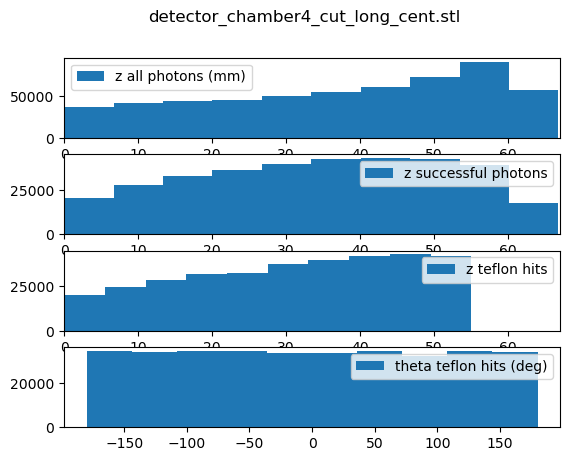 detector_chamber4_cut_long_cent.stl
z all photons (mm)
50000
0
0 10 20 30 40 50 60
z successful photons
25000
0
0 10 20 30 40 50 60
z teflon hits
25000
0
0 10 20 30 40 50 60
theta teflon hits (deg)
20000
0
−150 −100 −50 0 50 100 150